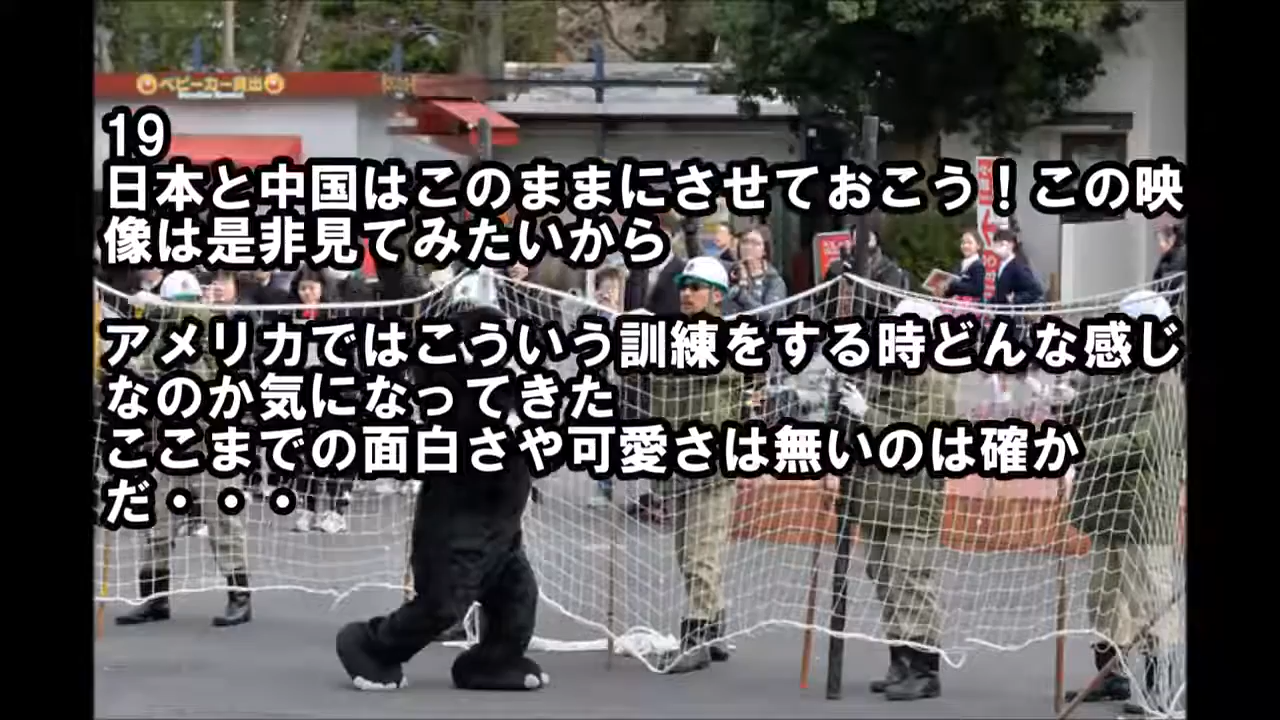 ベビーカー貸出
19
日本と中国はこのままにさせておこう！この映
像は是非見てみたいから
アメリカではこういう訓練をする時どんな感じ
なのか気になってきた
ここまでの面白さや可愛さは無いのは確か
だ・・・